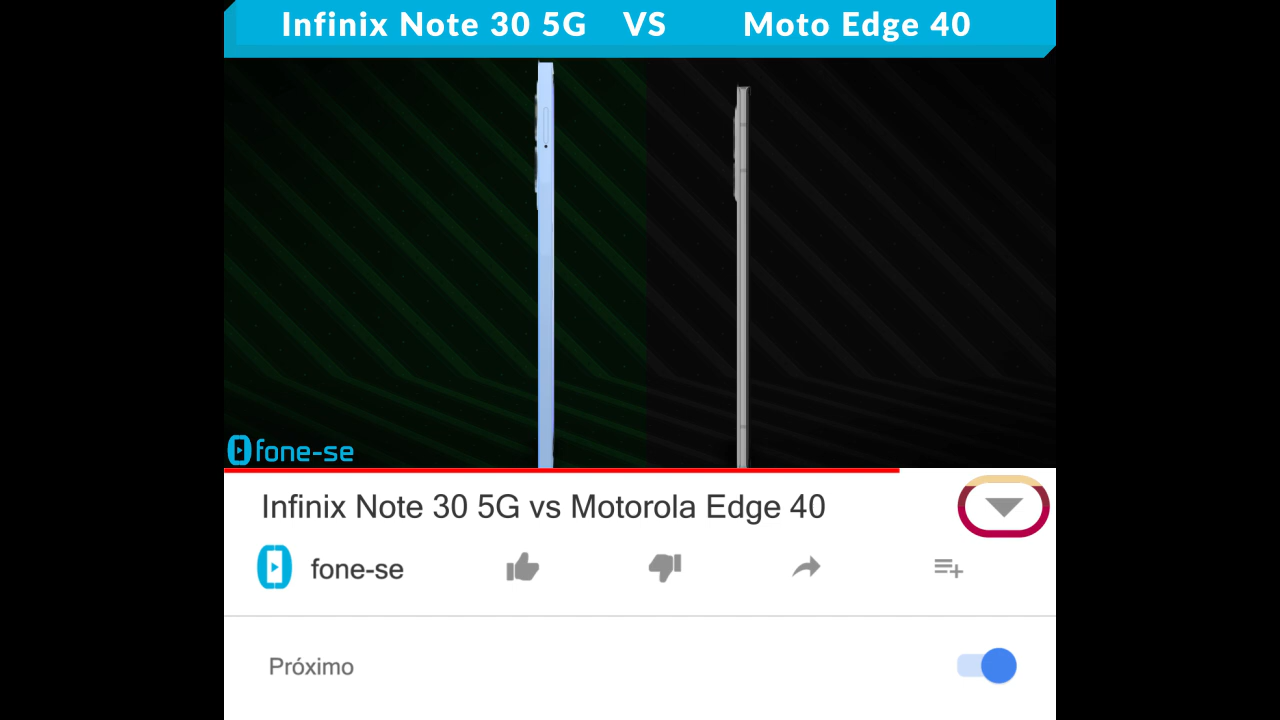 Infinix Note 30 5G VS Moto Edge 40
fone-se
Infinix Note 30 5G vs Motorola Edge 40
fone-se
Próximo